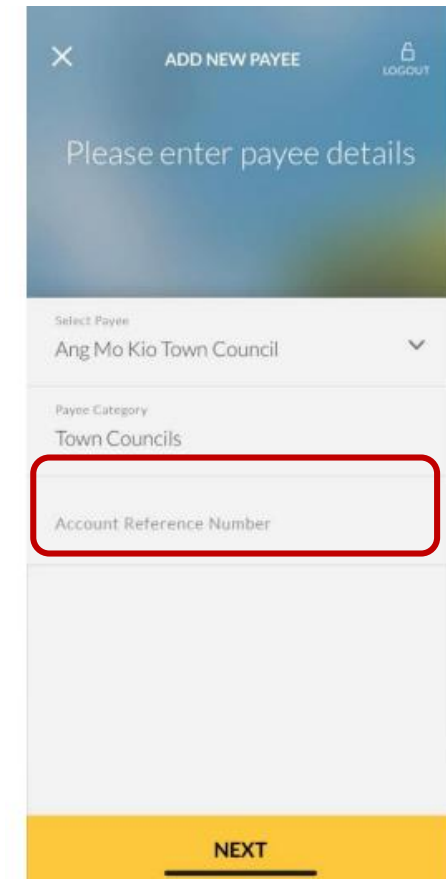 ADD NEW PAYEE
LOGOUT
Please enter payee details
Select Payee
Ang Mo Kio Town Council
Payee Category
Town Councils
Account Reference Number
NEXT